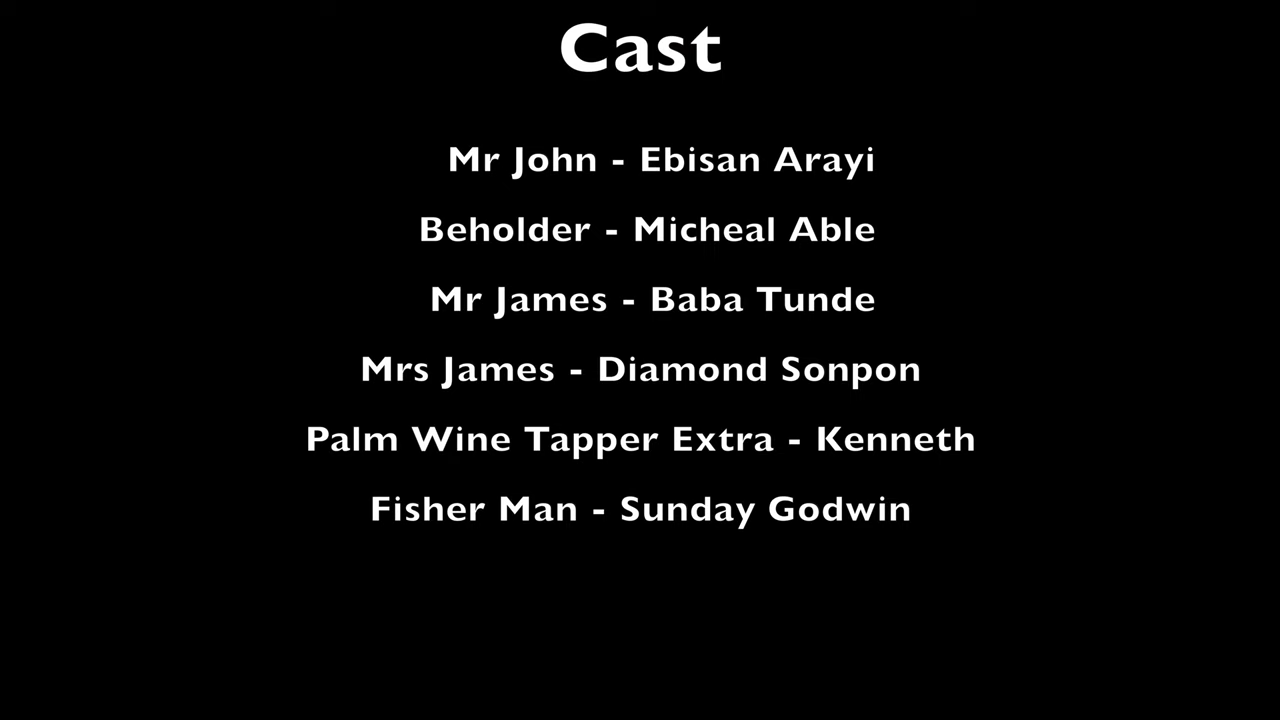 Cast
Mr John - Ebisan Arayi
Beholder - Micheal Able
Mr James - Baba Tunde
Mrs James - Diamond Sonpon
Palm Wine Tapper Extra - Kenneth
Fisher Man - Sunday Godwin